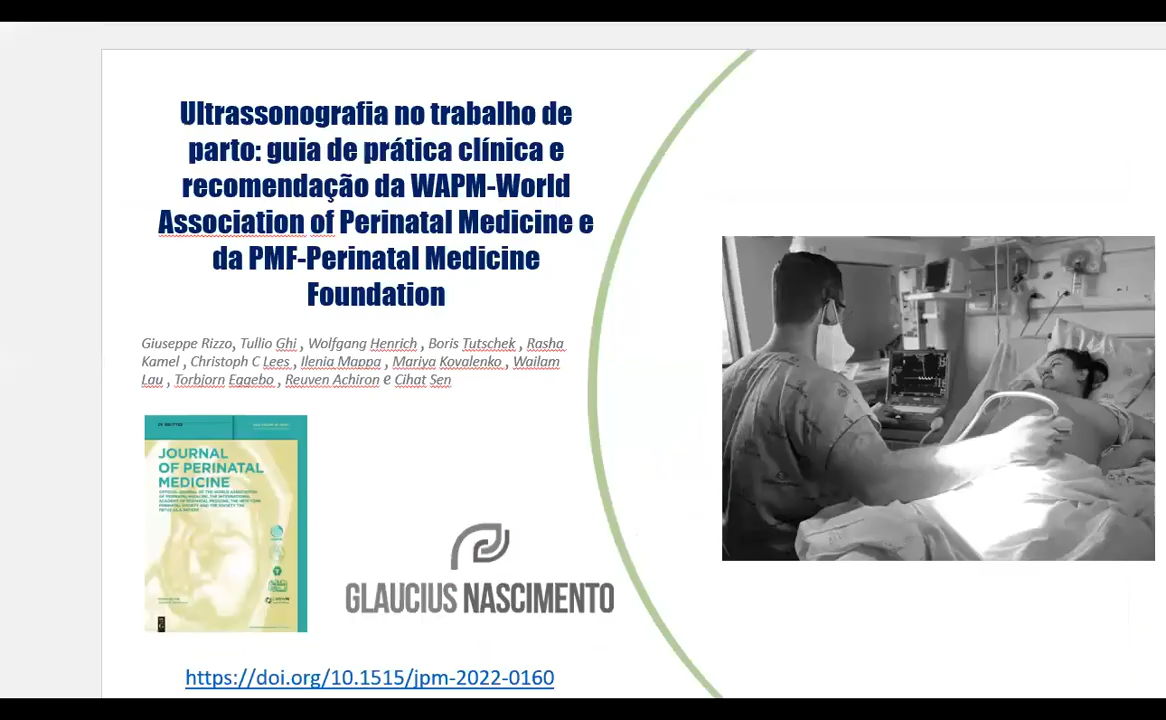 Ultrassonografia no trabalho de
parto: guia de prática clínica e
recomendação da WAPM-World
Association of Perinatal Medicine e
da PMF-Perinatal Medicine
Foundation
Giuseppe Rizzo, Tullio Ghi , Wolfgang Henrich , Boris Tutschek , Rasha
Kamel , Christoph C Lees , Ilenia Mappa , Mariya Kovalenko , Wailam
Lau , Torbjorn Eggebo , Reuven Achiron e Cihat Sen
JOURNAL
OF PERINATAL
MEDICINE
GLAUCIUS NASCIMENTO
https://doi.org/10.1515/jpm-2022-0160